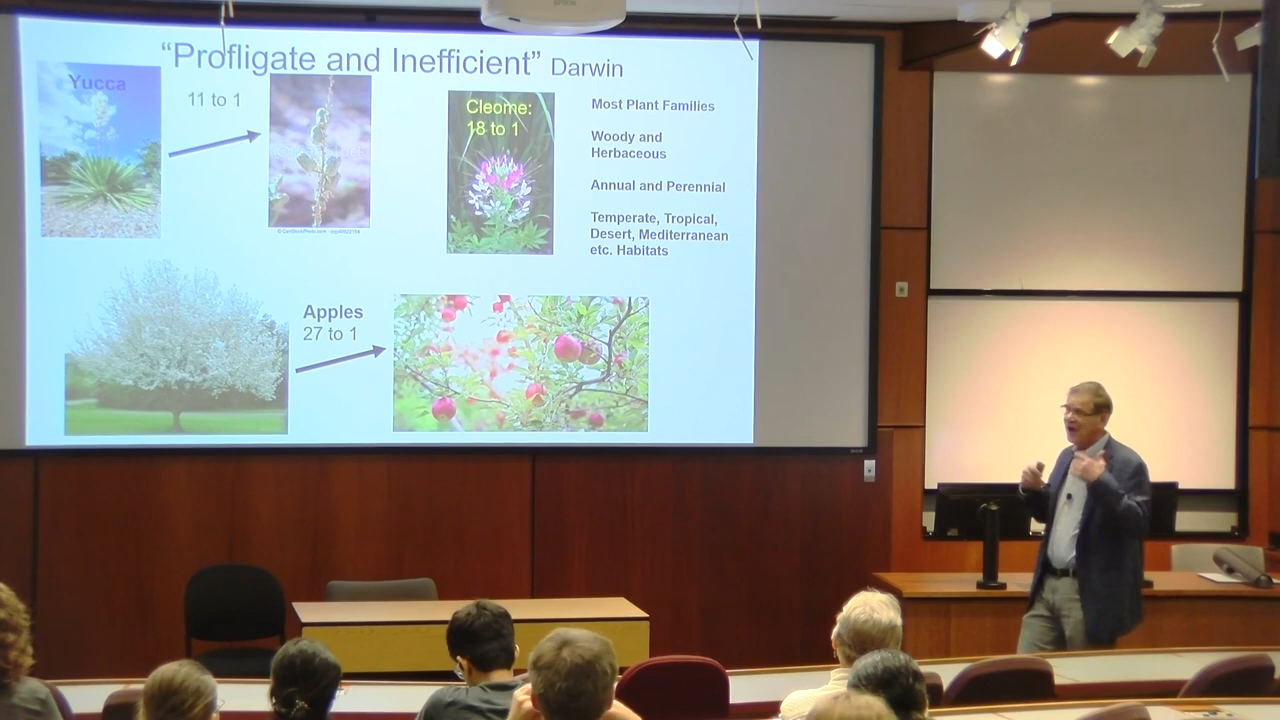 EPSON
“Profligate and Inefficient” Darwin
Yucca
11 to 1
Cleome:
18 to 1
Most Plant Families
Woody and
Herbaceous
Annual and Perennial
Temperate, Tropical,
Desert, Mediterranean
etc. Habitats
Apples
27 to 1